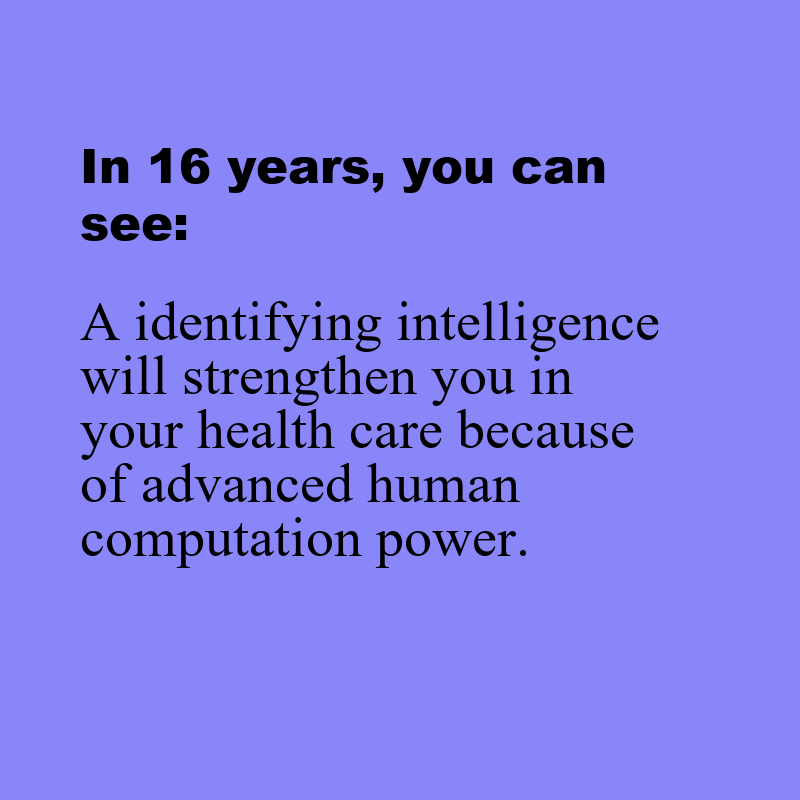 In 16 years, you can
see:
A identifying intelligence
will strengthen you in
your health care because
of advanced human
computation power.